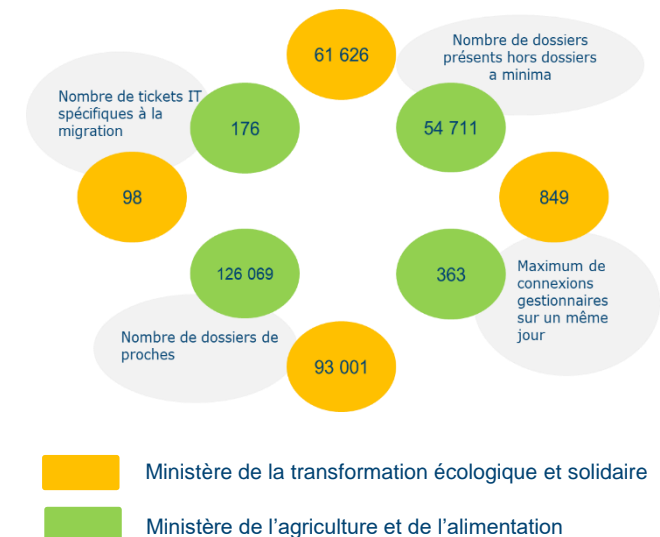 61 626
Nombre de dossiers
présents hors dossiers
a minima
Nombre de tickets IT
spécifiques à la
migration
176
54 711
98
849
126 069
363
Maximum de
connexions
gestionnaires
sur un même
jour
Nombre de dossiers de
proches
93 001
Ministère de la transformation écologique et solidaire
Ministère de l’agriculture et de l’alimentation